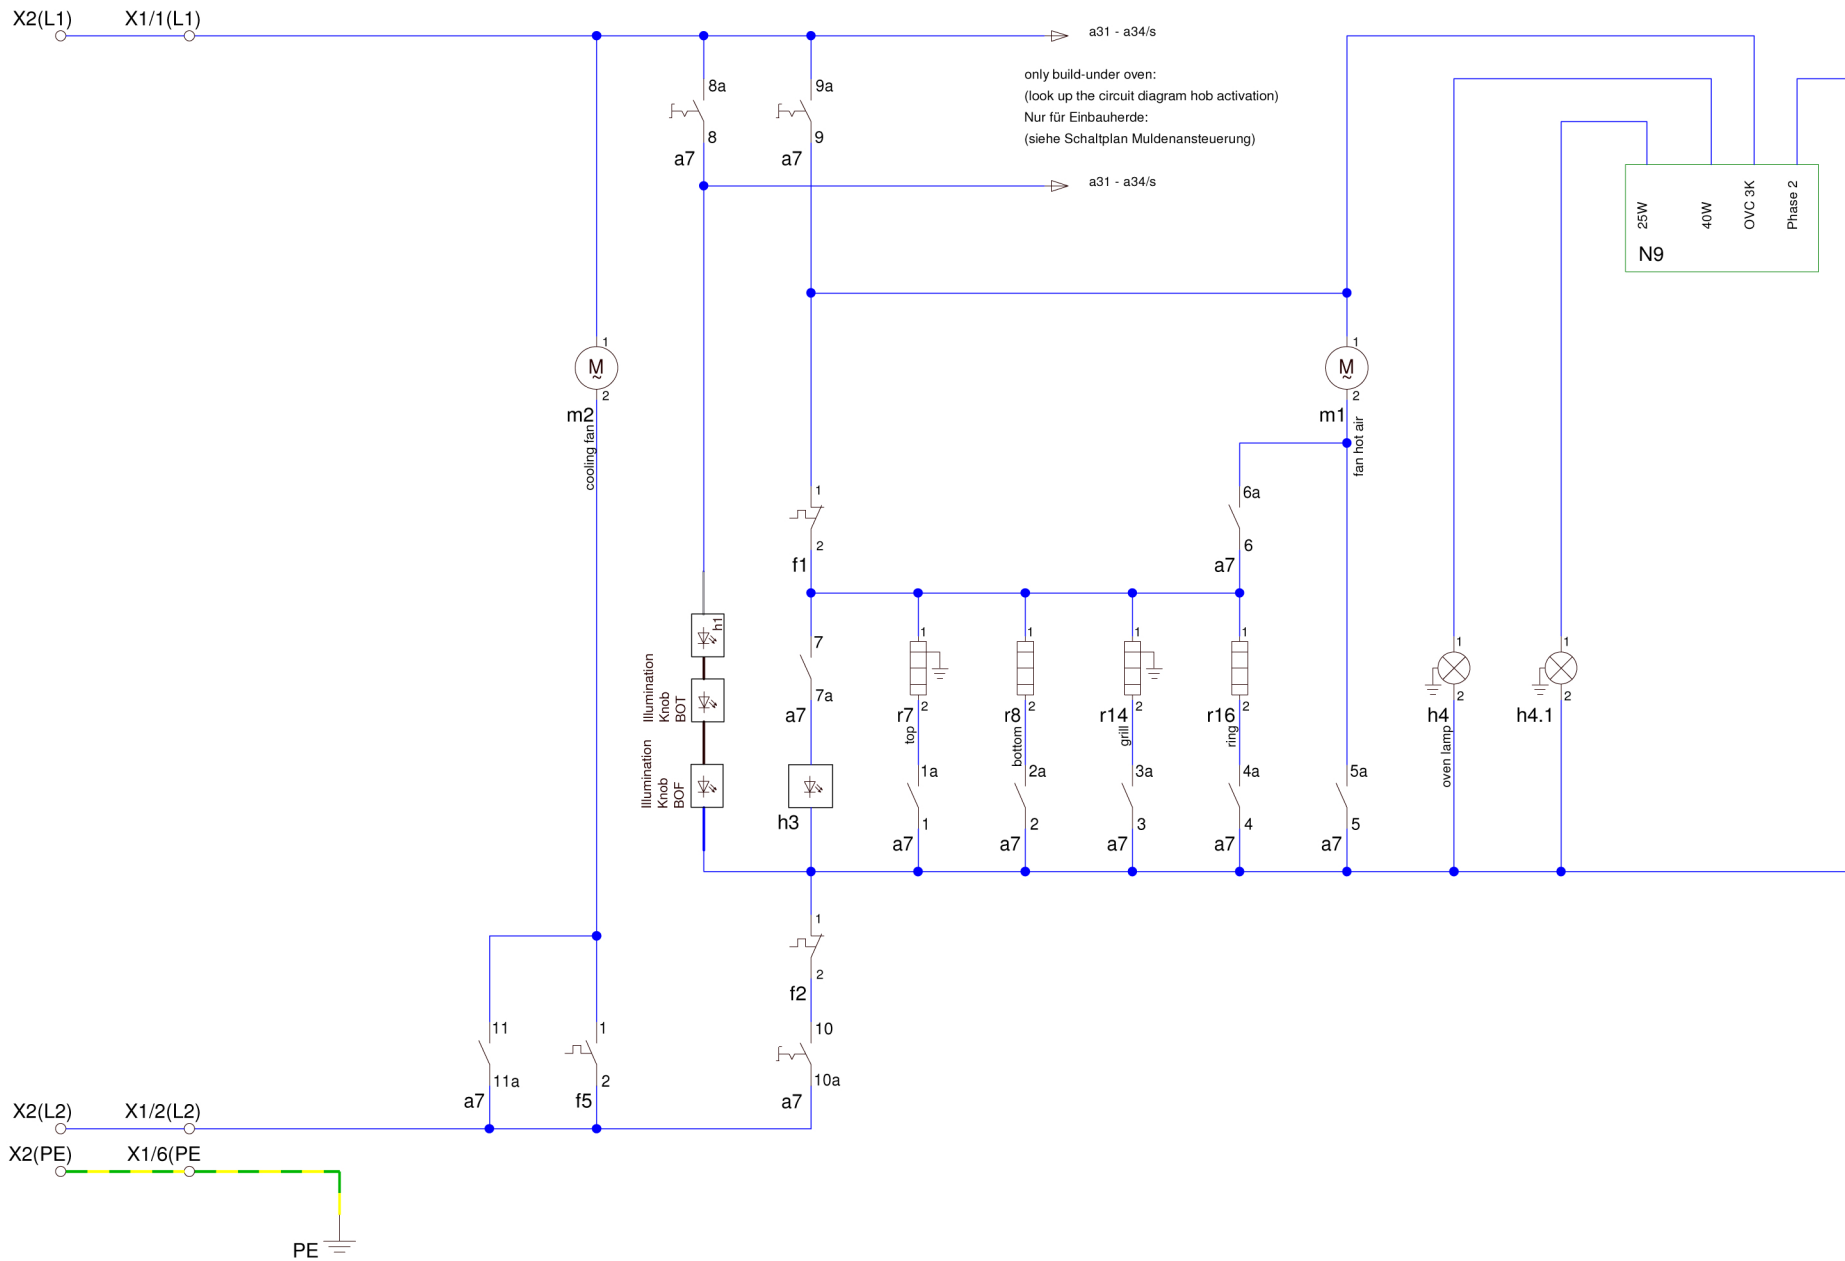 X2(L1)
X1/1(L1)
a31 - a34/s
8a
9a
only build-under oven:
(look up the circuit diagram hob activation)
Nur für Einbauherde:
(siehe Schaltplan Muldenansteuerung)
8
9
a7
a7
a31 - a34/s
25W
40W
OVC 3K
Phase 2
N9
1
M
~
2
m2
cooling fan
1
M
~
2
m1
fan hot air
1
2
f1
6a
6
a7
h1
Illumination
Knob
BOT
Illumination
Knob
BOF
7
7a
a7
h3
1
2
r7
top
1
2
r8
bottom
1
2
r14
grill
1
2
r16
ring
1
2
h4
oven lamp
1
2
h4.1
1a
1
a7
2a
2
a7
3a
3
a7
4a
4
a7
5a
5
a7
1
2
f2
11
11a
a7
1
2
f5
10
10a
a7
X2(L2)
X1/2(L2)
X2(PE)
X1/6(PE
PE